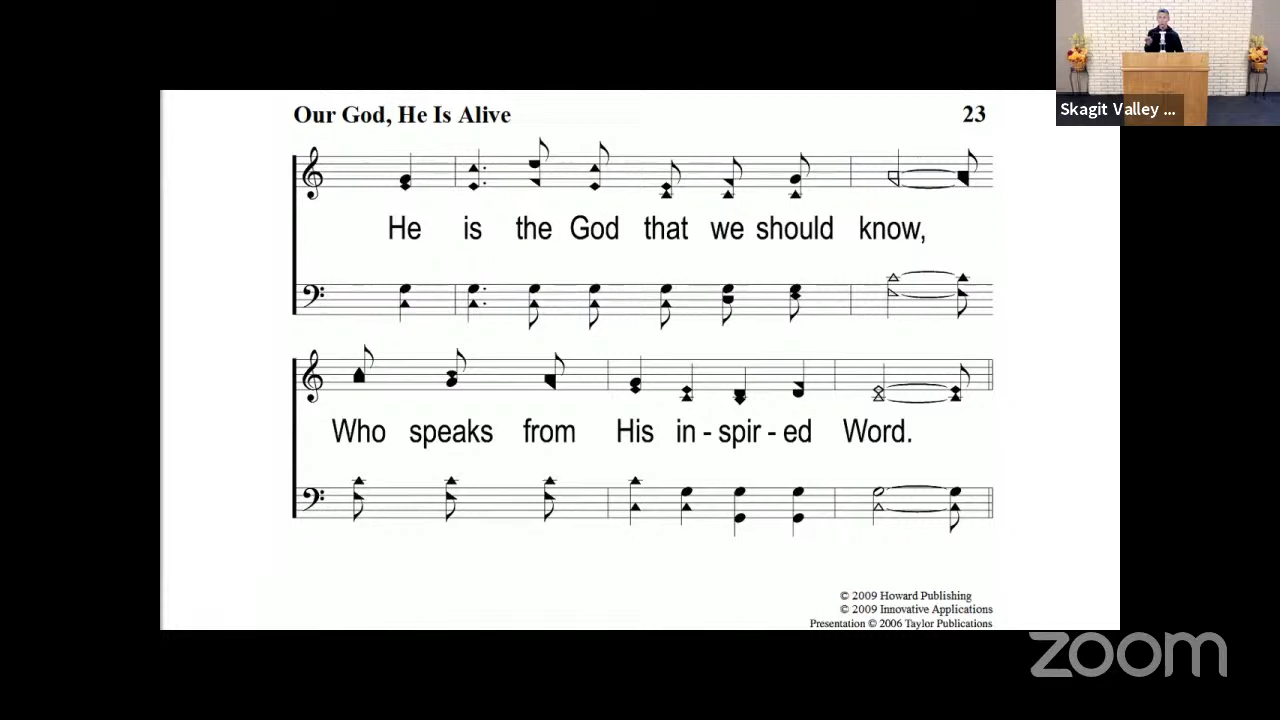 Skagit Valley ...
Our God, He Is Alive 23
He is the God that we should know,
Who speaks from His in - spir - ed Word.
© 2009 Howard Publishing
© 2009 Innovative Applications
Presentation © 2006 Taylor Publications
zoom